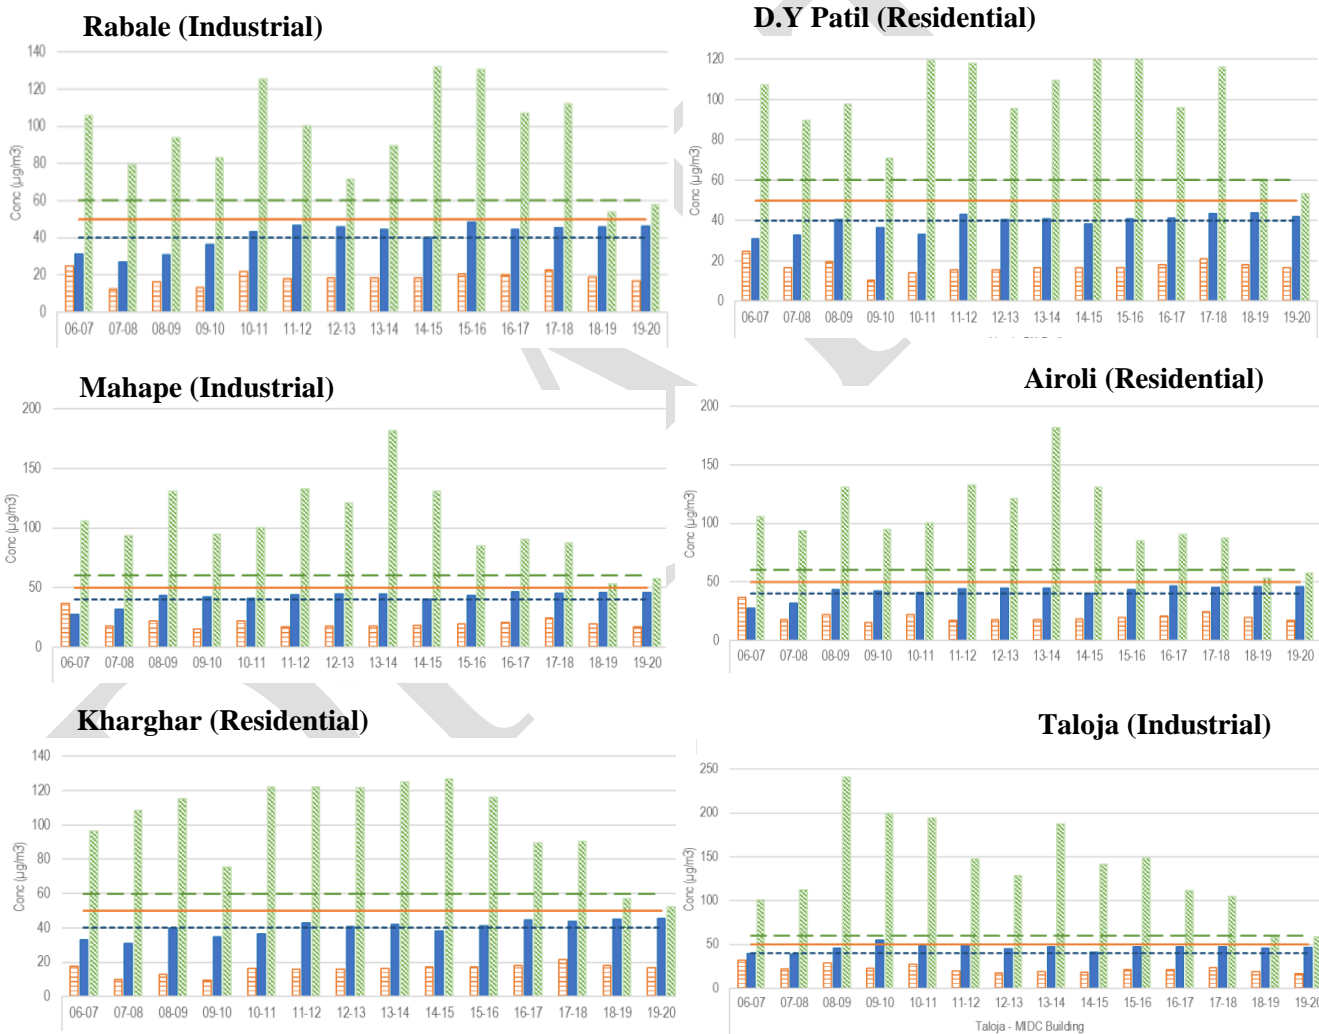 Rabale (Industrial)
140
120
100
80
60
40
20
0
Conc (µg/m3)
06-07 07-08 08-09 09-10 10-11 11-12 12-13 13-14 14-15 15-16 16-17 17-18 18-19 19-20
D.Y Patil (Residential)
120
100
80
60
40
20
0
Conc (µg/m3)
06-07 07-08 08-09 09-10 10-11 11-12 12-13 13-14 14-15 15-16 16-17 17-18 18-19 19-20
Mahape (Industrial)
200
150
100
50
0
Conc (µg/m3)
06-07 07-08 08-09 09-10 10-11 11-12 12-13 13-14 14-15 15-16 16-17 17-18 18-19 19-20
Airoli (Residential)
200
150
100
50
0
Conc (µg/m3)
06-07 07-08 08-09 09-10 10-11 11-12 12-13 13-14 14-15 15-16 16-17 17-18 18-19 19-20
Kharghar (Residential)
140
120
100
80
60
40
20
0
Conc (µg/m3)
06-07 07-08 08-09 09-10 10-11 11-12 12-13 13-14 14-15 15-16 16-17 17-18 18-19 19-20
Taloja (Industrial)
250
200
150
100
50
0
Conc (µg/m3)
06-07 07-08 08-09 09-10 10-11 11-12 12-13 13-14 14-15 15-16 16-17 17-18 18-19 19-20
Taloja - MIDC Building